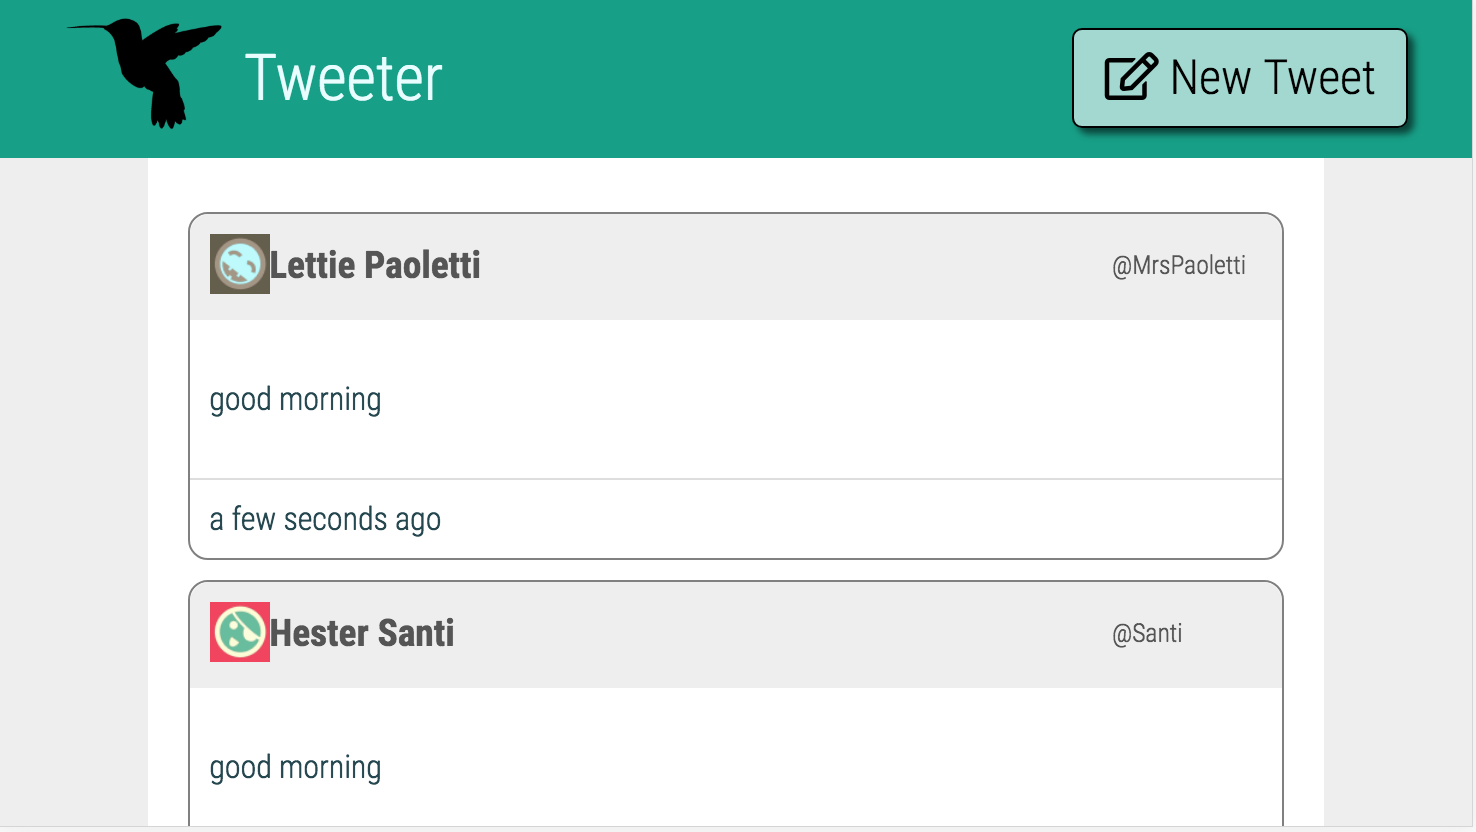 Tweeter
New Tweet
Lettie Paoletti @MrsPaoletti
good morning
a few seconds ago
Hester Santi @Santi
good morning